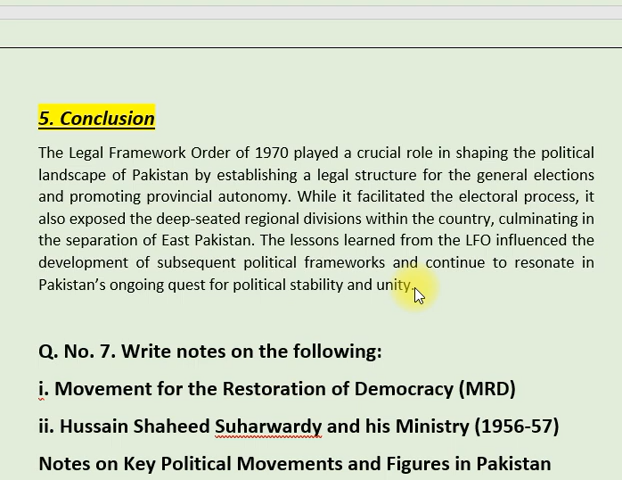 5. Conclusion
The Legal Framework Order of 1970 played a crucial role in shaping the political
landscape of Pakistan by establishing a legal structure for the general elections
and promoting provincial autonomy. While it facilitated the electoral process, it
also exposed the deep-seated regional divisions within the country, culminating in
the separation of East Pakistan. The lessons learned from the LFO influenced the
development of subsequent political frameworks and continue to resonate in
Pakistan’s ongoing quest for political stability and unity.
Q. No. 7. Write notes on the following:
i. Movement for the Restoration of Democracy (MRD)
ii. Hussain Shaheed Suharwardy and his Ministry (1956-57)
Notes on Key Political Movements and Figures in Pakistan